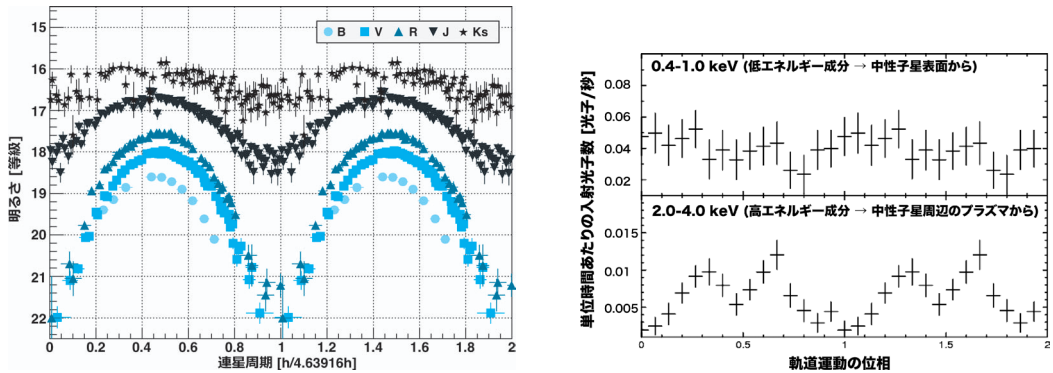 B V R J Ks
15
16
17
18
19
20
21
22
明るさ [等級]
0 0.2 0.4 0.6 0.8 1 1.2 1.4 1.6 1.8 2
連星周期 [h/4.63916h]
0.4-1.0 keV (低エネルギー成分 → 中性子星表面から)
0.08
0.06
0.04
0.02
2.0-4.0 keV (高エネルギー成分 → 中性子星周辺のプラズマから)
0.015
0.01
0.005
単位時間あたりの入射光子数 [光子/秒]
0 0.5 1 1.5 2
軌道運動の位相